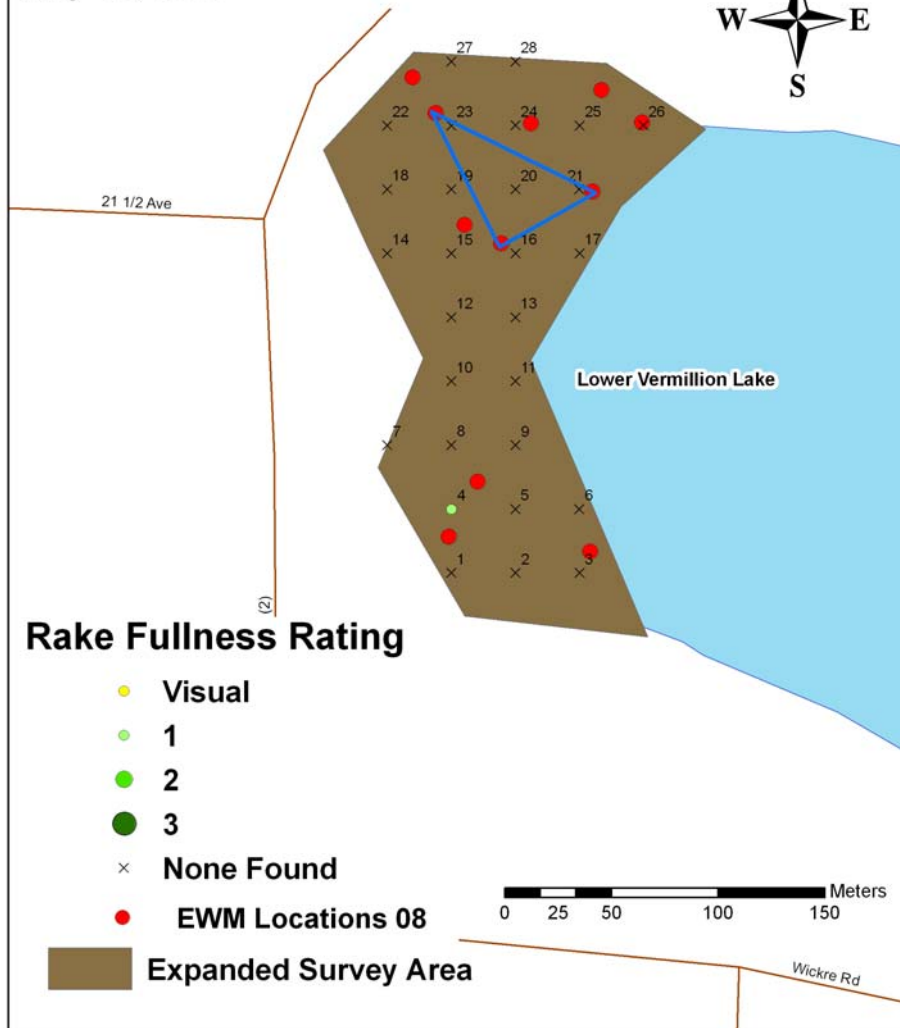 W E
S
27 28
22 23 24 25 26
18 19 20 21
21 1/2 Ave
14 15 16 17
12 13
10 11
Lower Vermillion Lake
7 8 9
4 5 6
1 2 3
(2)
Rake Fullness Rating
Visual
1
2
3
None Found
EWM Locations 08
Expanded Survey Area
Meters
0 25 50 100 150
Wickre Rd